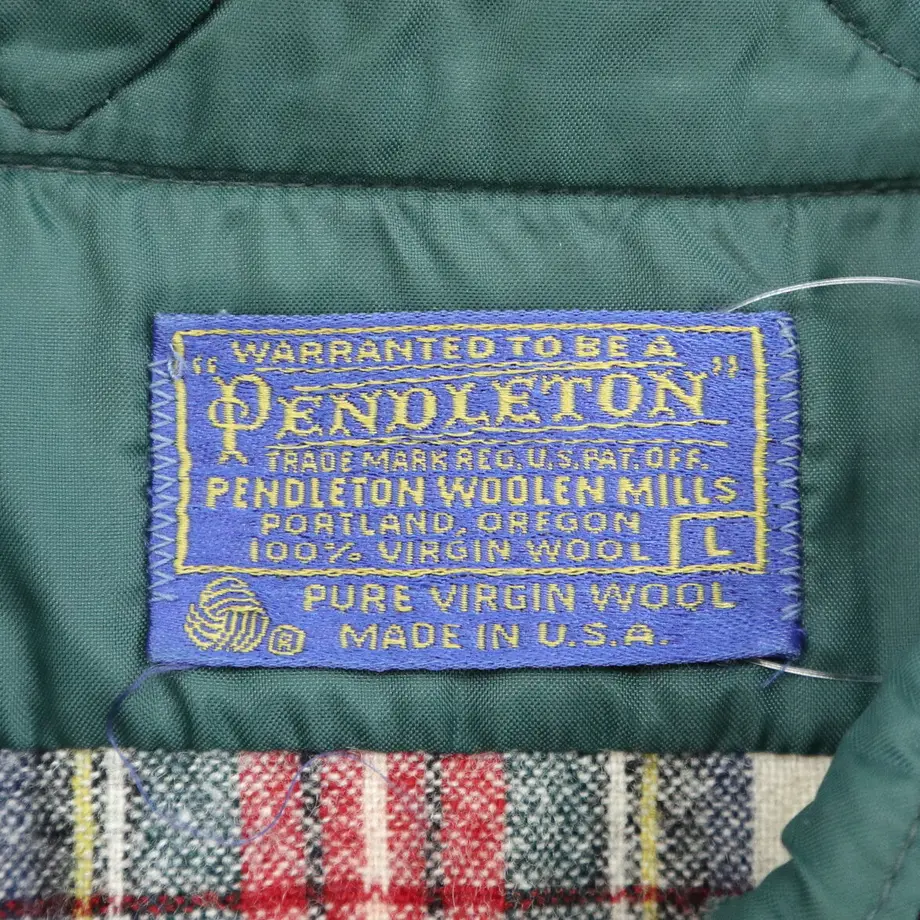 WARRANTED TO BE A
"PENDLETON"
TRADE MARK REG. U.S. PAT. OFF.
PENDLETON WOOLEN MILLS
PORTLAND, OREGON
100% VIRGIN WOOL L
PURE VIRGIN WOOL
® MADE IN U.S.A.